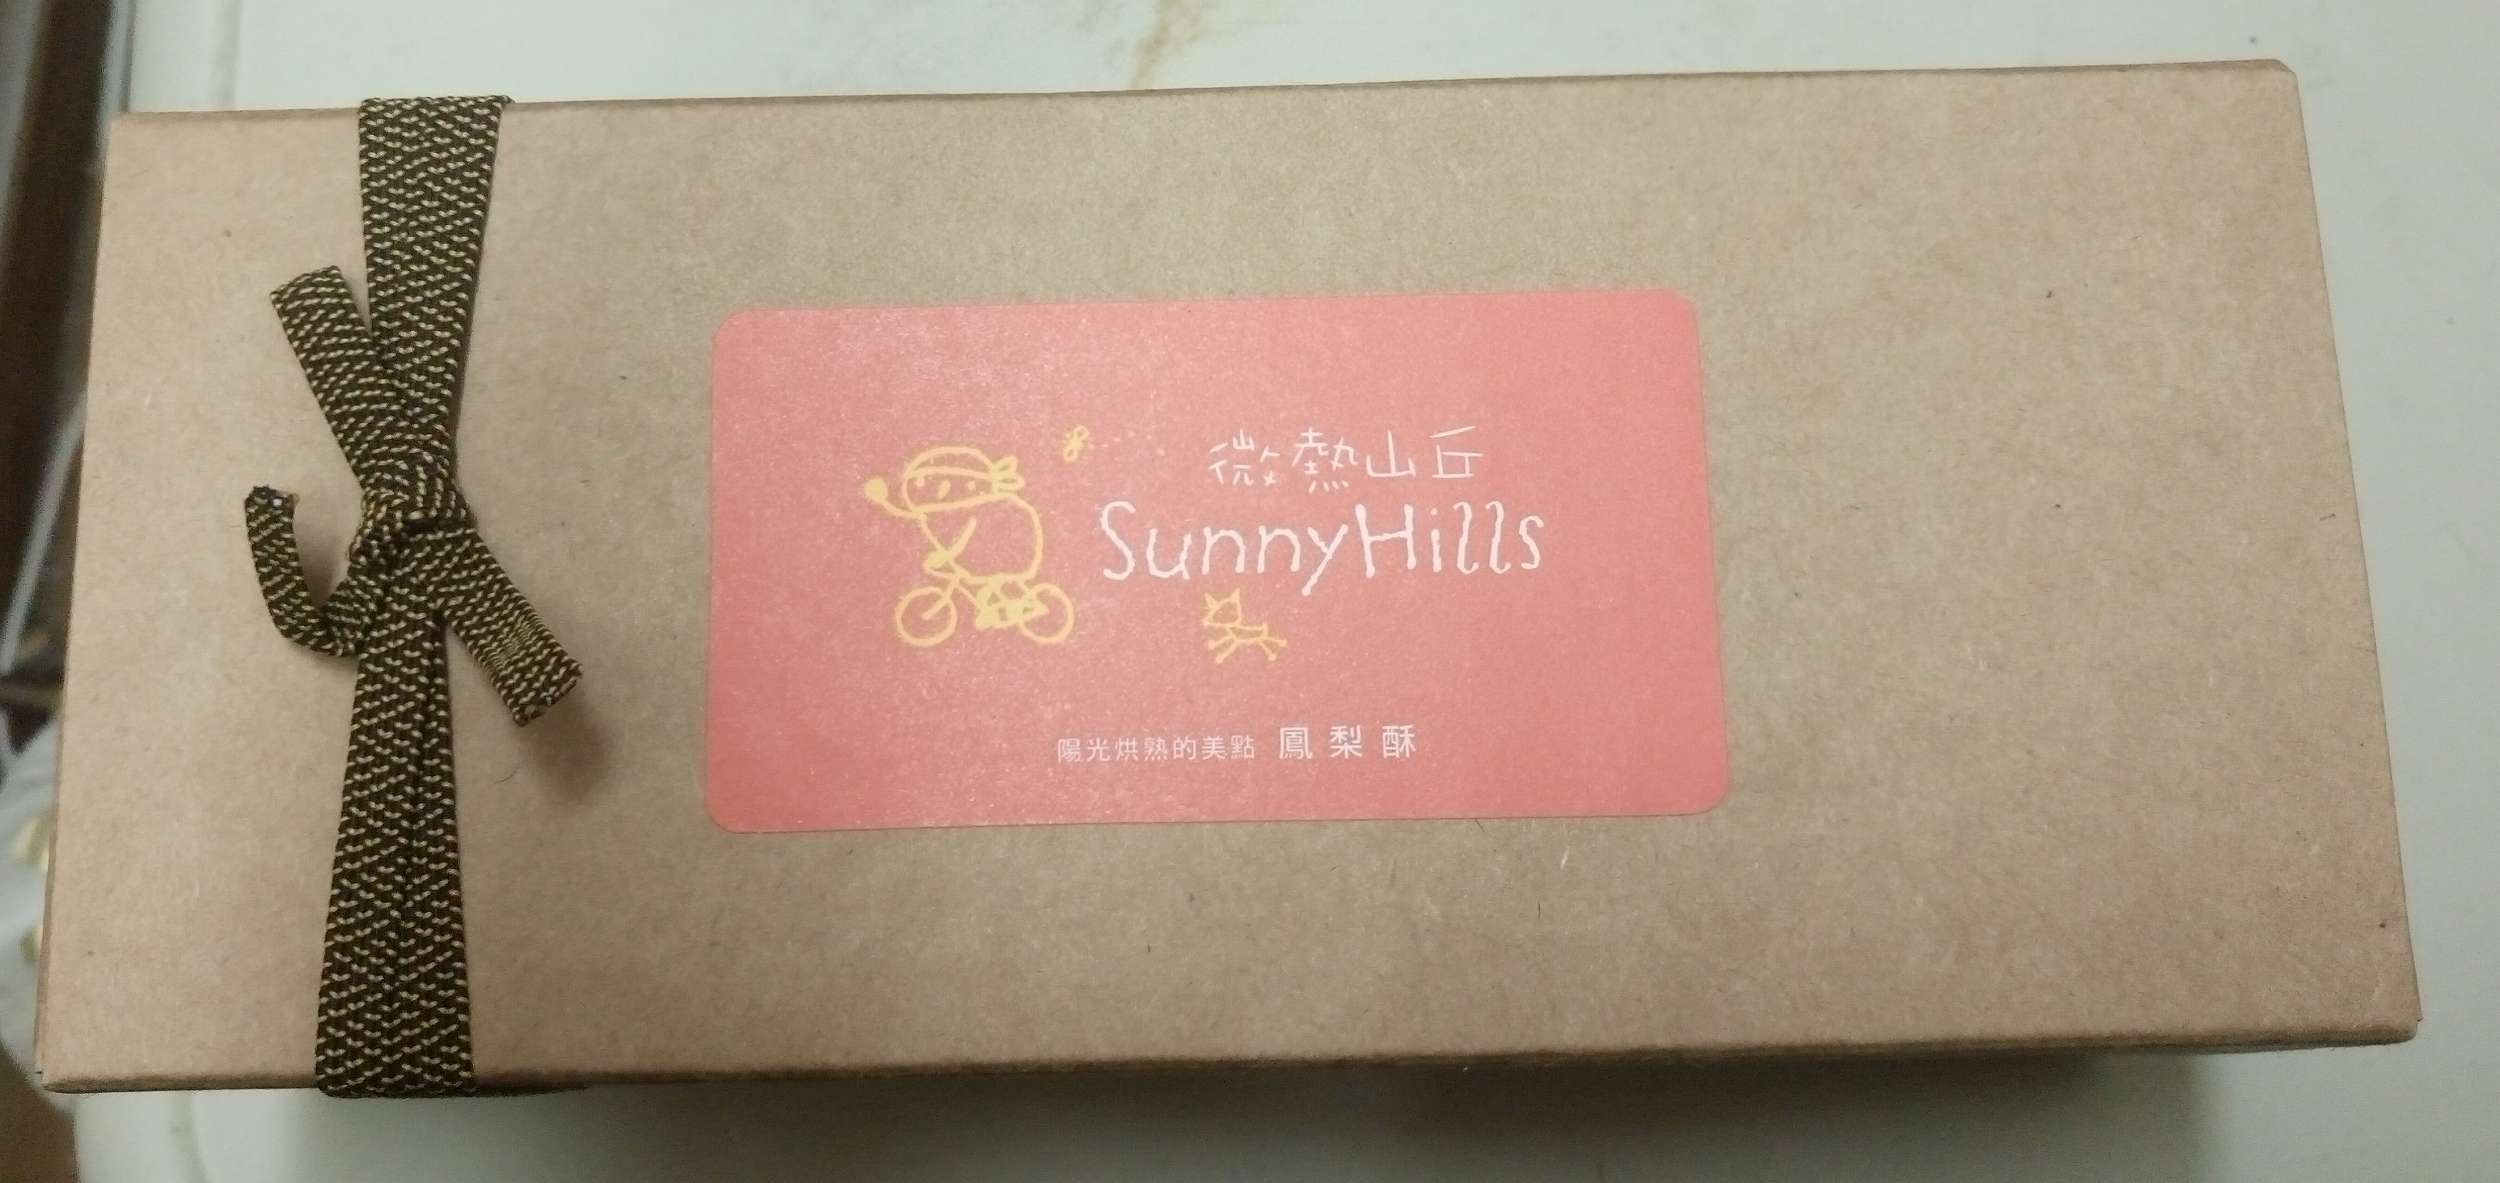 微熱山丘
SunnyHills
陽光烘熟的美點 鳳梨酥